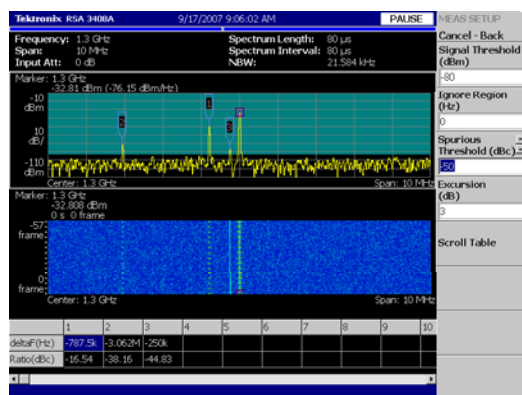 Tektronix RSA 3408A 9/17/2007 9:06:02 AM PAUSE MEAS SETUP
Frequency: 1.3 GHz Spectrum Length: 80 µs
Span: 10 MHz Spectrum Interval: 80 µs
Input Att: 0 dB NBW: 21.584 kHz
Cancel - Back
Signal Threshold
(dBm)
-80
Ignore Region
(Hz)
0
Spurious
Threshold (dBc)
-50
Excursion
(dB)
3
Scroll Table
Marker: 1.3 GHz
-32.81 dBm (-76.15 dBm/Hz)
-10
dBm
10
dB/
-110
dBm
1
2
3
Center: 1.3 GHz Span: 10 MHz
Marker: 1.3 GHz
-32.808 dBm
0 s 0 frame
-57
frame
0
frame
Center: 1.3 GHz Span: 10 MHz
1 2 3 4 5 6 7 8 9 10
deltaF(Hz) -787.5k -3.062M -250k
Ratio(dBc) -16.54 -38.16 -44.83